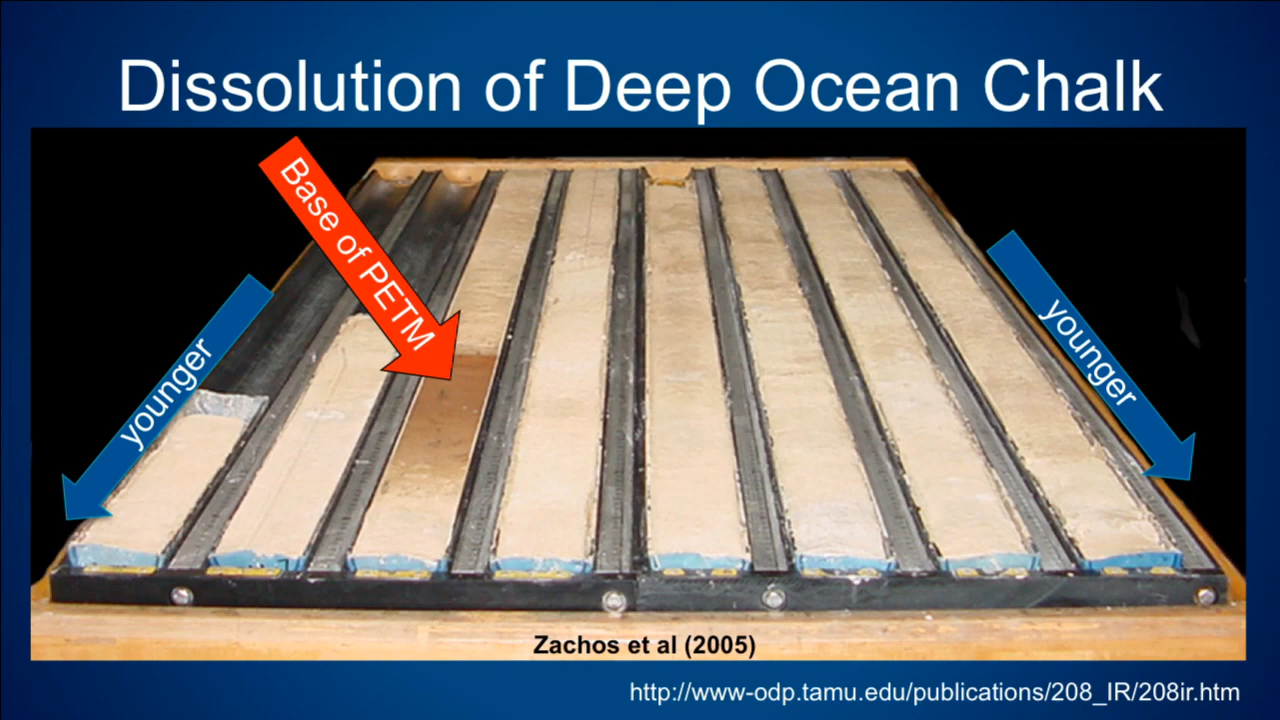 Dissolution of Deep Ocean Chalk
Base of PETM
younger
younger
Zachos et al (2005)
http://www-odp.tamu.edu/publications/208_IR/208ir.htm